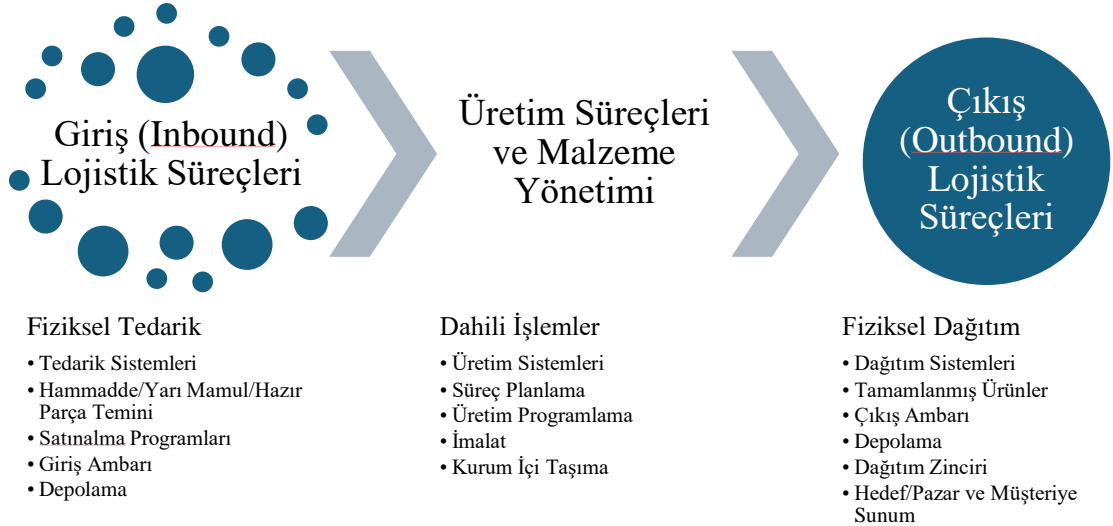 Giriş (Inbound)
Lojistik Süreçleri
Üretim Süreçleri
ve Malzeme
Yönetimi
Çıkış
(Outbound)
Lojistik
Süreçleri
Fiziksel Tedarik
• Tedarik Sistemleri
• Hammadde/Yarı Mamul/Hazır
Parça Temini
• Satınalma Programları
• Giriş Ambarı
• Depolama
Dahili İşlemler
• Üretim Sistemleri
• Süreç Planlama
• Üretim Programlama
• İmalat
• Kurum İçi Taşıma
Fiziksel Dağıtım
• Dağıtım Sistemleri
• Tamamlanmış Ürünler
• Çıkış Ambarı
• Depolama
• Dağıtım Zinciri
• Hedef/Pazar ve Müşteriye
Sunum